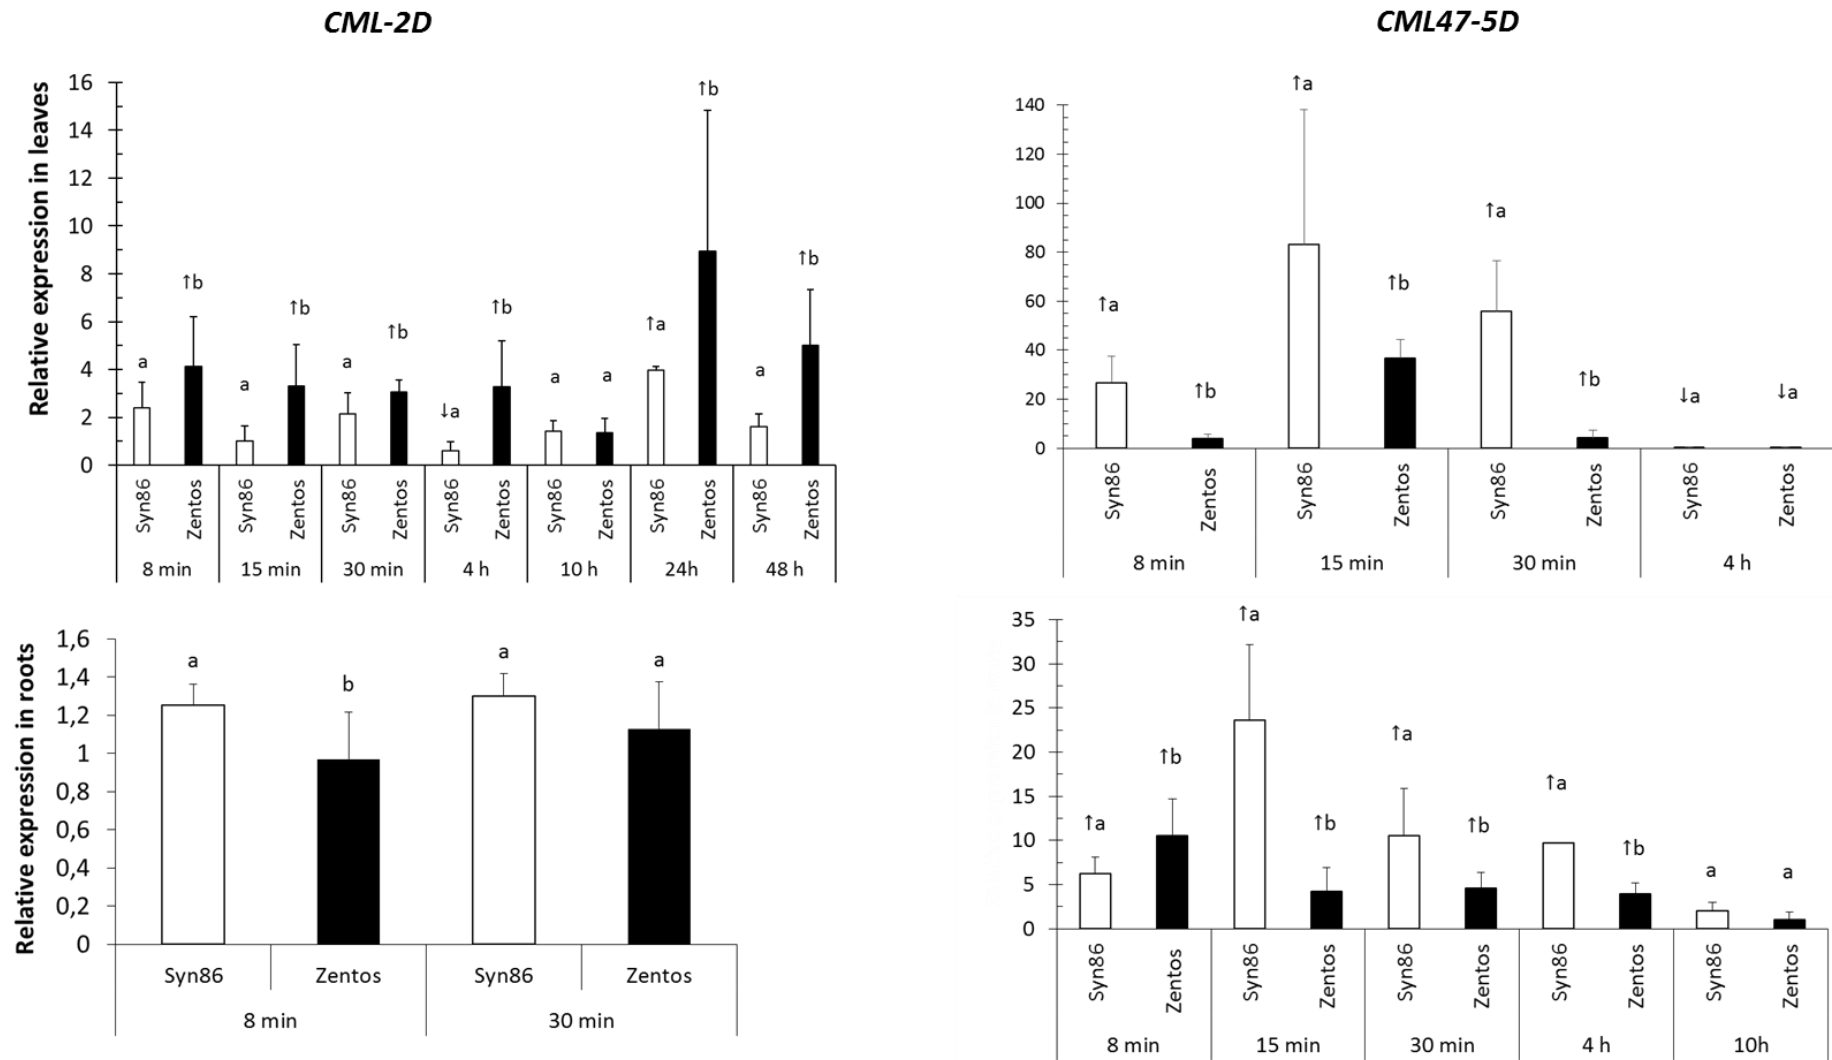 CML-2D
CML47-5D
Relative expression in leaves
16
14
12
10
8
6
4
2
0
a
↑b
a
↑b
a
↑b
↓a
↑b
a
a
↑a
↑b
a
↑b
Syn86 Zentos Syn86 Zentos Syn86 Zentos Syn86 Zentos Syn86 Zentos Syn86 Zentos Syn86 Zentos
8 min 15 min 30 min 4 h 10 h 24h 48 h
140
120
100
80
60
40
20
0
↑a
↑b
↑a
↑b
↑a
↑b
↓a
↓a
Syn86 Zentos Syn86 Zentos Syn86 Zentos Syn86 Zentos
8 min 15 min 30 min 4 h
Relative expression in roots
1,6
1,4
1,2
1
0,8
0,6
0,4
0,2
0
a
b
a
a
Syn86 Zentos Syn86 Zentos
8 min 30 min
35
30
25
20
15
10
5
0
↑a
↑b
↑a
↑b
↑a
↑b
↑a
↑b
a
a
Syn86 Zentos Syn86 Zentos Syn86 Zentos Syn86 Zentos Syn86 Zentos
8 min 15 min 30 min 4 h 10h